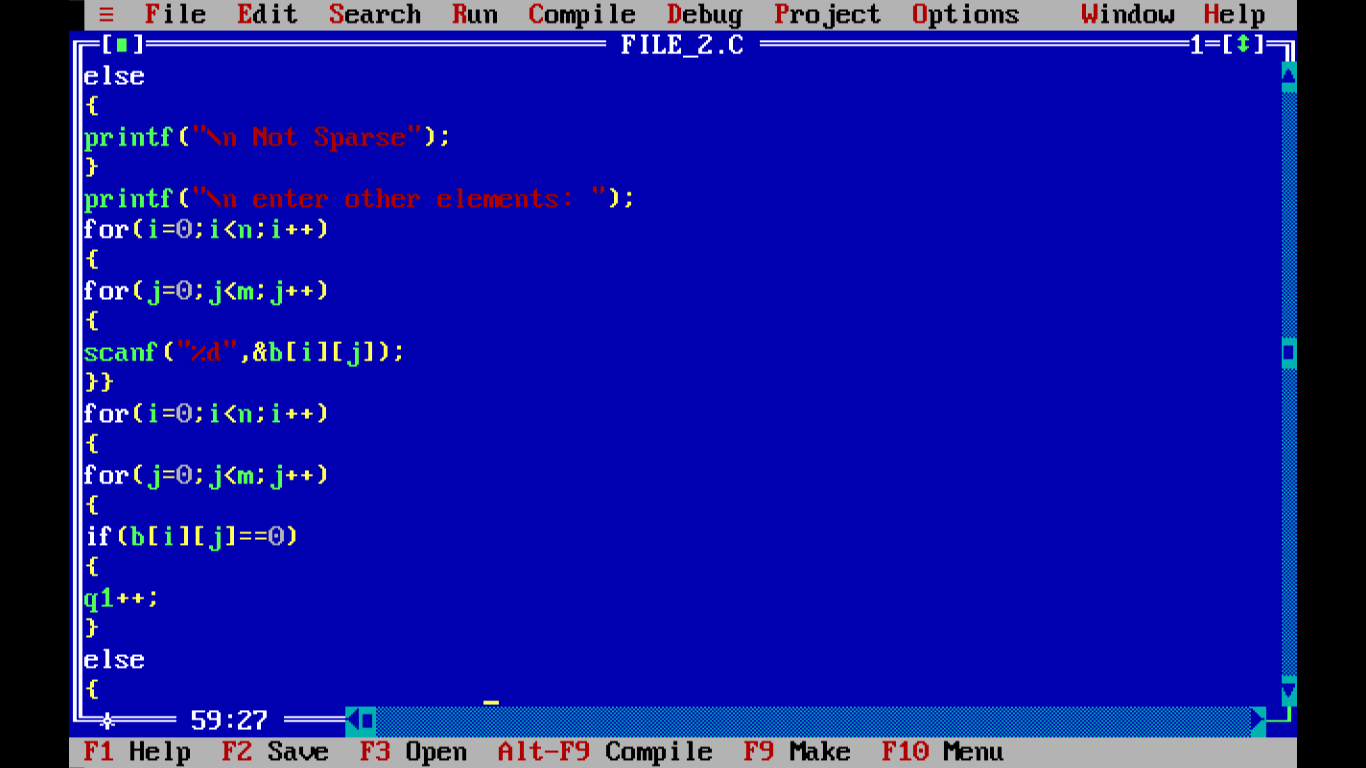 ≡ File Edit Search Run Compile Debug Project Options Window Help
[■] FILE_2.C 1=[↕]
else
{
printf("\n Not Sparse");
}
printf("\n enter other elements: ");
for(i=0;i<n;i++)
{
for(j=0;j<m;j++)
{
scanf("%d",&b[i][j]);
}}
for(i=0;i<n;i++)
{
for(j=0;j<m;j++)
{
if(b[i][j]==0)
{
q1++;
}
else
{
59:27
F1 Help F2 Save F3 Open Alt-F9 Compile F9 Make F10 Menu